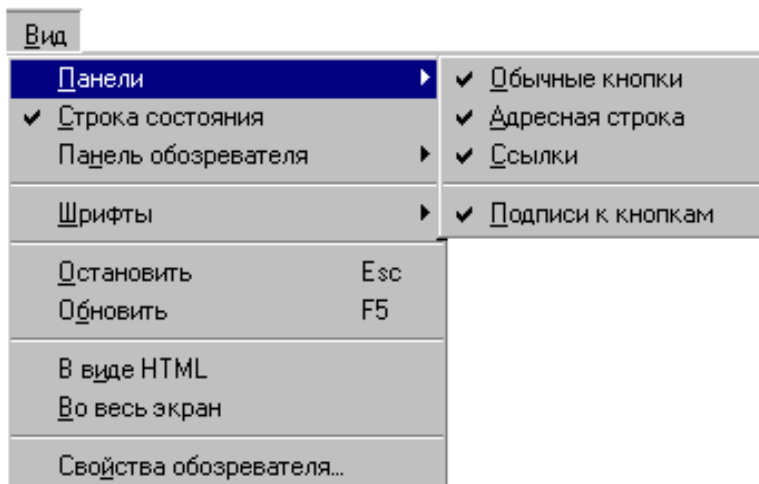 Вид
Панели
Строка состояния
Панель обозревателя
Шрифты
Остановить Esc
Обновить F5
В виде HTML
Во весь экран
Свойства обозревателя...
Обычные кнопки
Адресная строка
Ссылки
Подписи к кнопкам